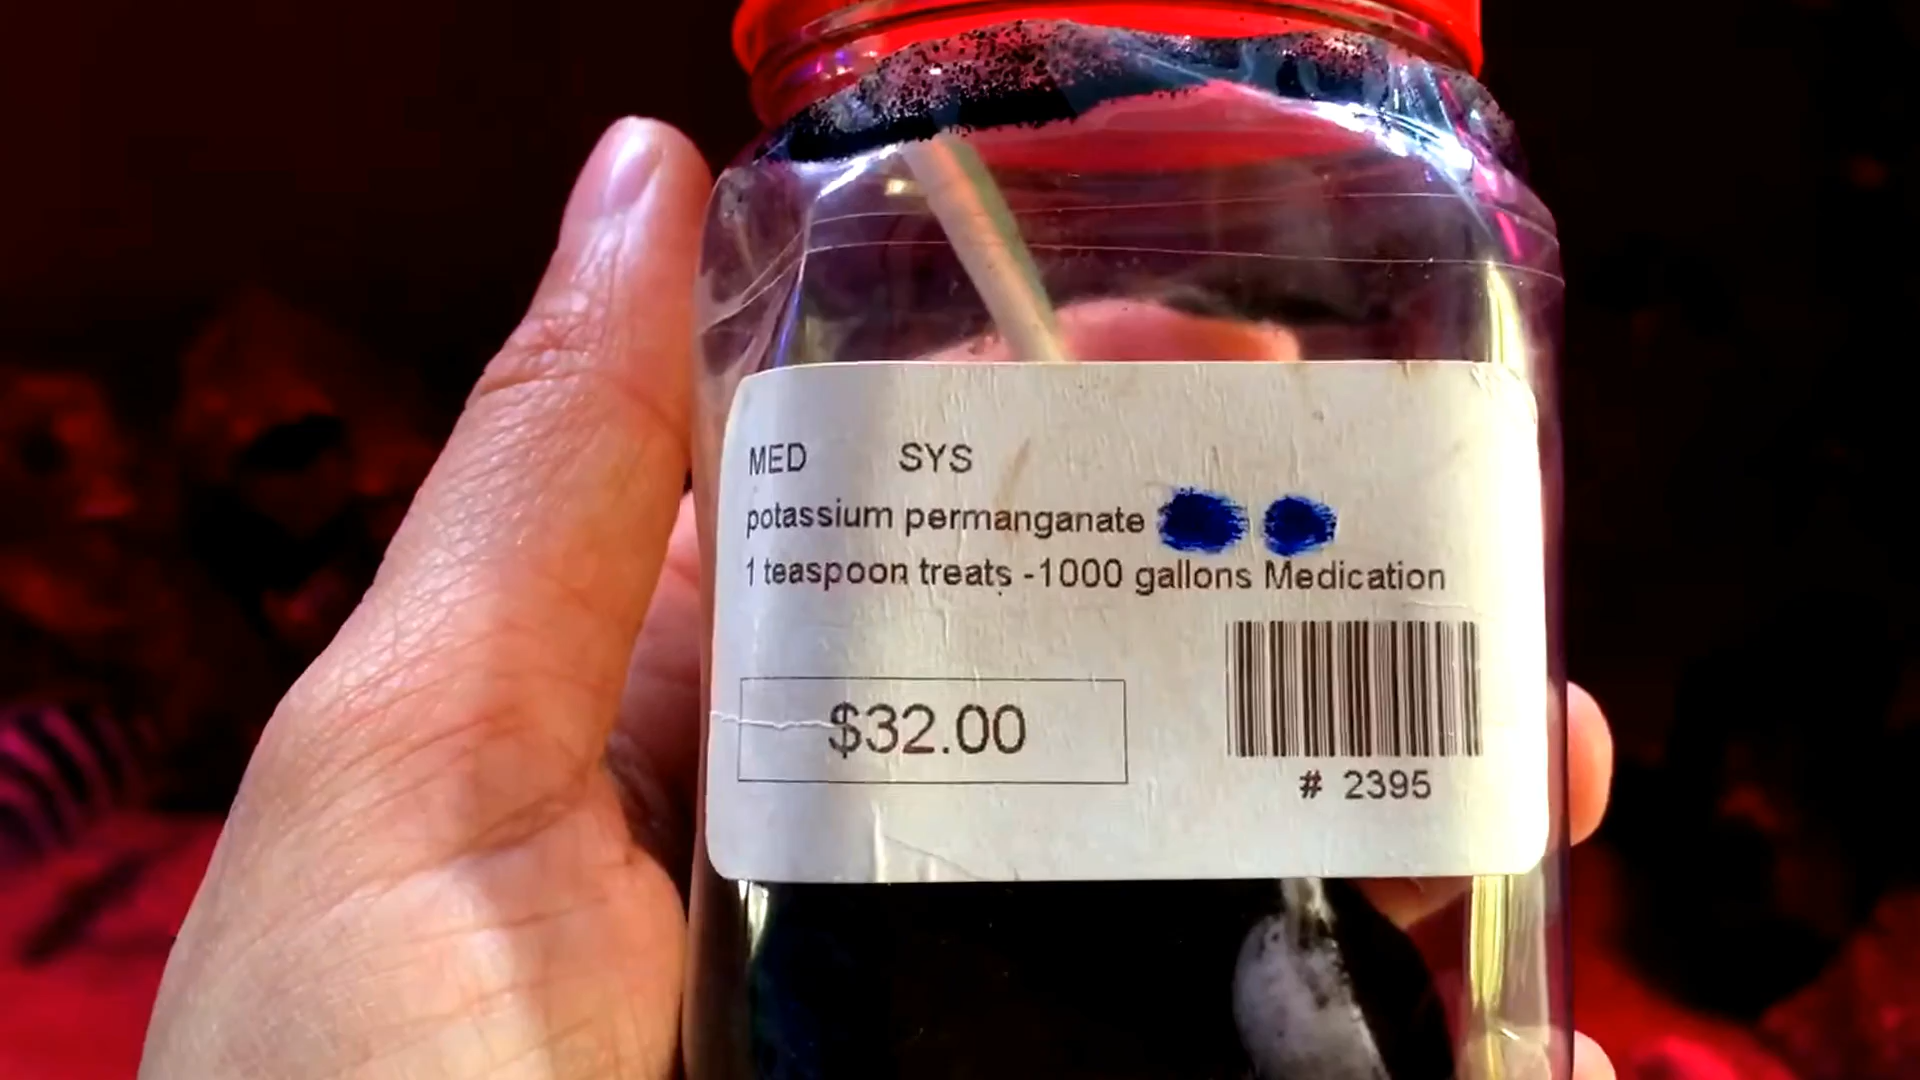 MED SYS
potassium permanganate
1 teaspoon treats -1000 gallons Medication
$32.00
# 2395